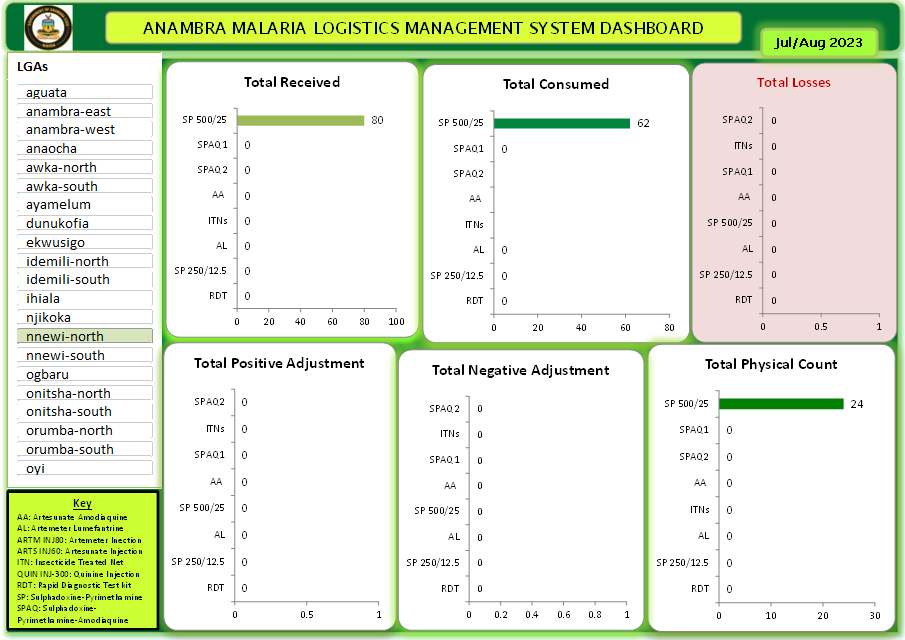 ANAMBRA MALARIA LOGISTICS MANAGEMENT SYSTEM DASHBOARD
Jul/Aug 2023
LGAs
aguata
anambra-east
anambra-west
anaocha
awka-north
awka-south
ayamelum
dunukofia
ekwusigo
idemili-north
idemili-south
ihiala
njikoka
nnewi-north
nnewi-south
ogbaru
onitsha-north
onitsha-south
orumba-north
orumba-south
oyi
Key
AA: Artesunate Amodiaquine
AL: Artemeter Lumefantrine
ARTM INJ80: Artemeter Inection
ARTS INJ60: Artesunate Injection
ITN: Insecticide Treated Net
QUIN INJ-300: Quinine Injection
RDT: Rapid Diagnostic Test kit
SP: Sulphadoxine-Pyrimethamine
SPAQ: Sulphadoxine-
Pyrimethamine-Amodiaquine
Total Received
SP 500/25 80
SPAQ1 0
SPAQ2 0
AA 0
ITNs 0
AL 0
SP 250/12.5 0
RDT 0
0 20 40 60 80 100
Total Consumed
SP 500/25 62
SPAQ1 0
SPAQ2
AA
ITNs
AL 0
SP 250/12.5 0
RDT 0
0 20 40 60 80
Total Losses
SPAQ2 0
ITNs 0
SPAQ1 0
AA 0
SP 500/25 0
AL 0
SP 250/12.5 0
RDT 0
0 0.5 1
Total Positive Adjustment
SPAQ2 0
ITNs 0
SPAQ1 0
AA 0
SP 500/25 0
AL 0
SP 250/12.5 0
RDT 0
0 0.5 1
Total Negative Adjustment
SPAQ2 0
ITNs 0
SPAQ1 0
AA 0
SP 500/25 0
AL 0
SP 250/12.5 0
RDT 0
0 0.2 0.4 0.6 0.8 1
Total Physical Count
SP 500/25 24
SPAQ1 0
SPAQ2 0
AA 0
ITNs 0
AL 0
SP 250/12.5 0
RDT 0
0 10 20 30